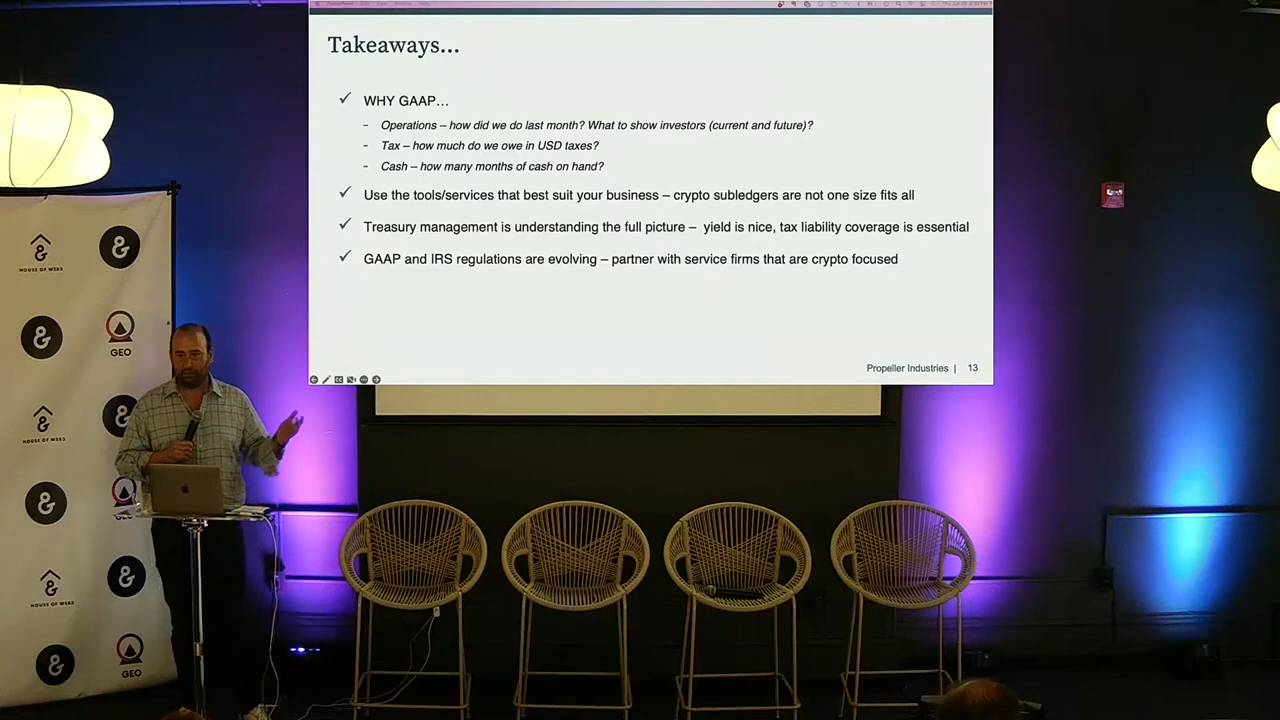 Takeaways...
✓ WHY GAAP...
- Operations – how did we do last month? What to show investors (current and future)?
- Tax – how much do we owe in USD taxes?
- Cash – how many months of cash on hand?
✓ Use the tools/services that best suit your business – crypto subledgers are not one size fits all
✓ Treasury management is understanding the full picture – yield is nice, tax liability coverage is essential
✓ GAAP and IRS regulations are evolving – partner with service firms that are crypto focused
Propeller Industries | 13
HOUSE OF WEB3
&
&
GEO
HOUSE OF WEB3
&
&
HOUSE OF WEB3
&
&
GEO